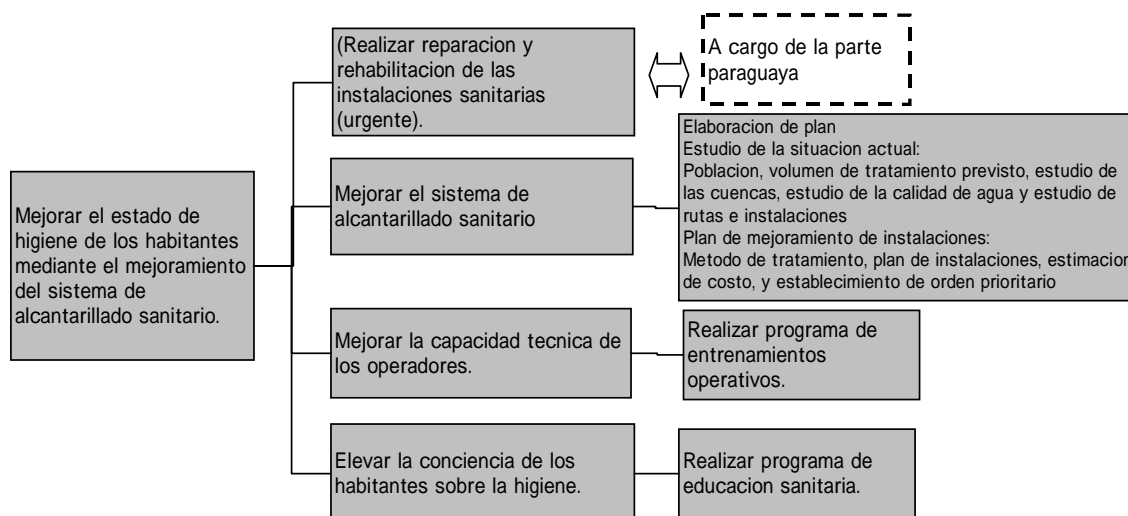 Mejorar el estado de
higiene de los habitantes
mediante el mejoramiento
del sistema de
alcantarillado sanitario.
(Realizar reparacion y
rehabilitacion de las
instalaciones sanitarias
(urgente).
A cargo de la parte
paraguaya
Mejorar el sistema de
alcantarillado sanitario
Elaboracion de plan
Estudio de la situacion actual:
Poblacion, volumen de tratamiento previsto, estudio de
las cuencas, estudio de la calidad de agua y estudio de
rutas e instalaciones
Plan de mejoramiento de instalaciones:
Metodo de tratamiento, plan de instalaciones, estimacion
de costo, y establecimiento de orden prioritario
Mejorar la capacidad tecnica de
los operadores.
Realizar programa de
entrenamientos
operativos.
Elevar la conciencia de los
habitantes sobre la higiene.
Realizar programa de
educacion sanitaria.